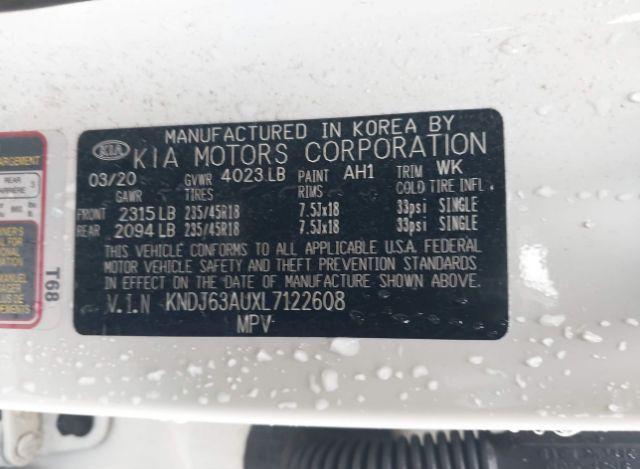 MANUFACTURED IN KOREA BY
KIA KIA MOTORS CORPORATION
03/20 GVWR 4023 LB PAINT AH1 TRIM WK
GAWR TIRES RIMS COLD TIRE INFL.
FRONT 2315 LB 235/45R18 7.5Jx18 33psi SINGLE
REAR 2094 LB 235/45R18 7.5Jx18 33psi SINGLE
THIS VEHICLE CONFORMS TO ALL APPLICABLE U.S.A. FEDERAL
MOTOR VEHICLE SAFETY AND THEFT PREVENTION STANDARDS
IN EFFECT ON THE DATE OF MANUFACTURE SHOWN ABOVE.
V.I.N KNDJ63AUXL7122608
MPV
T68
REAR 3